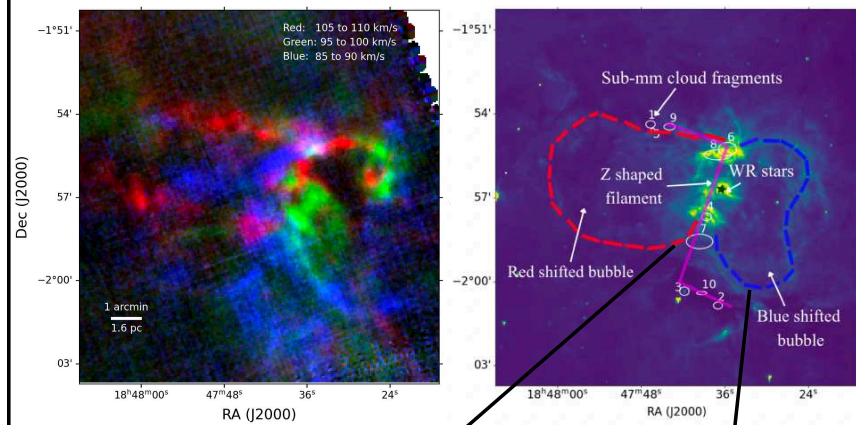 Red: 105 to 110 km/s
Green: 95 to 100 km/s
Blue: 85 to 90 km/s
−1°51'
54'
57'
−2°00'
03'
Dec (J2000)
1 arcmin
1.6 pc
18ʰ48ᵐ00ˢ
47ᵐ48ˢ
36ˢ
24ˢ
RA (J2000)
−1°51'
54'
57'
−2°00'
03'
Sub-mm cloud fragments
1
9
5
6
8
Z shaped
filament
WR stars
4
7
Red shifted bubble
3
10
2
Blue shifted
bubble
18ʰ48ᵐ00ˢ
47ᵐ48ˢ
36ˢ
24ˢ
RA (J2000)